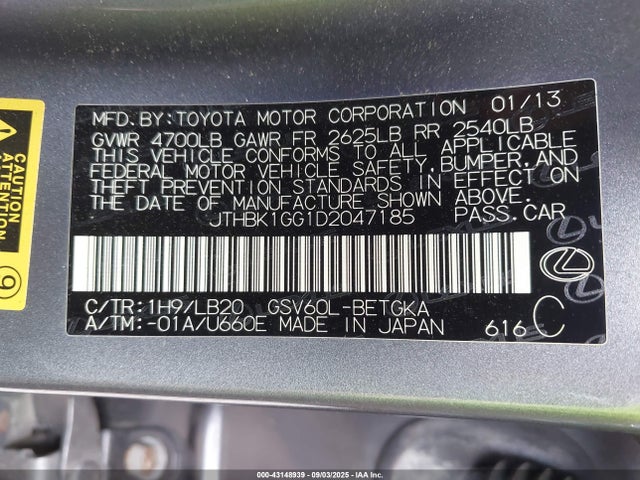 MFD.BY:TOYOTA MOTOR CORPORATION 01/13
GVWR 4700LB GAWR FR 2625LB RR 2540LB
THIS VEHICLE CONFORMS TO ALL APPLICABLE
FEDERAL MOTOR VEHICLE SAFETY,BUMPER,AND
THEFT PREVENTION STANDARDS IN EFFECT ON
THE DATE OF MANUFACTURE SHOWN ABOVE.
JTHBK1GG1D2047185 PASS.CAR
C/TR:1H9/LB20 GSV60L-BETGKA
A/TM:-01A/U660E MADE IN JAPAN 616 C
9
000-43148939 - 09/03/2025 - IAA Inc.